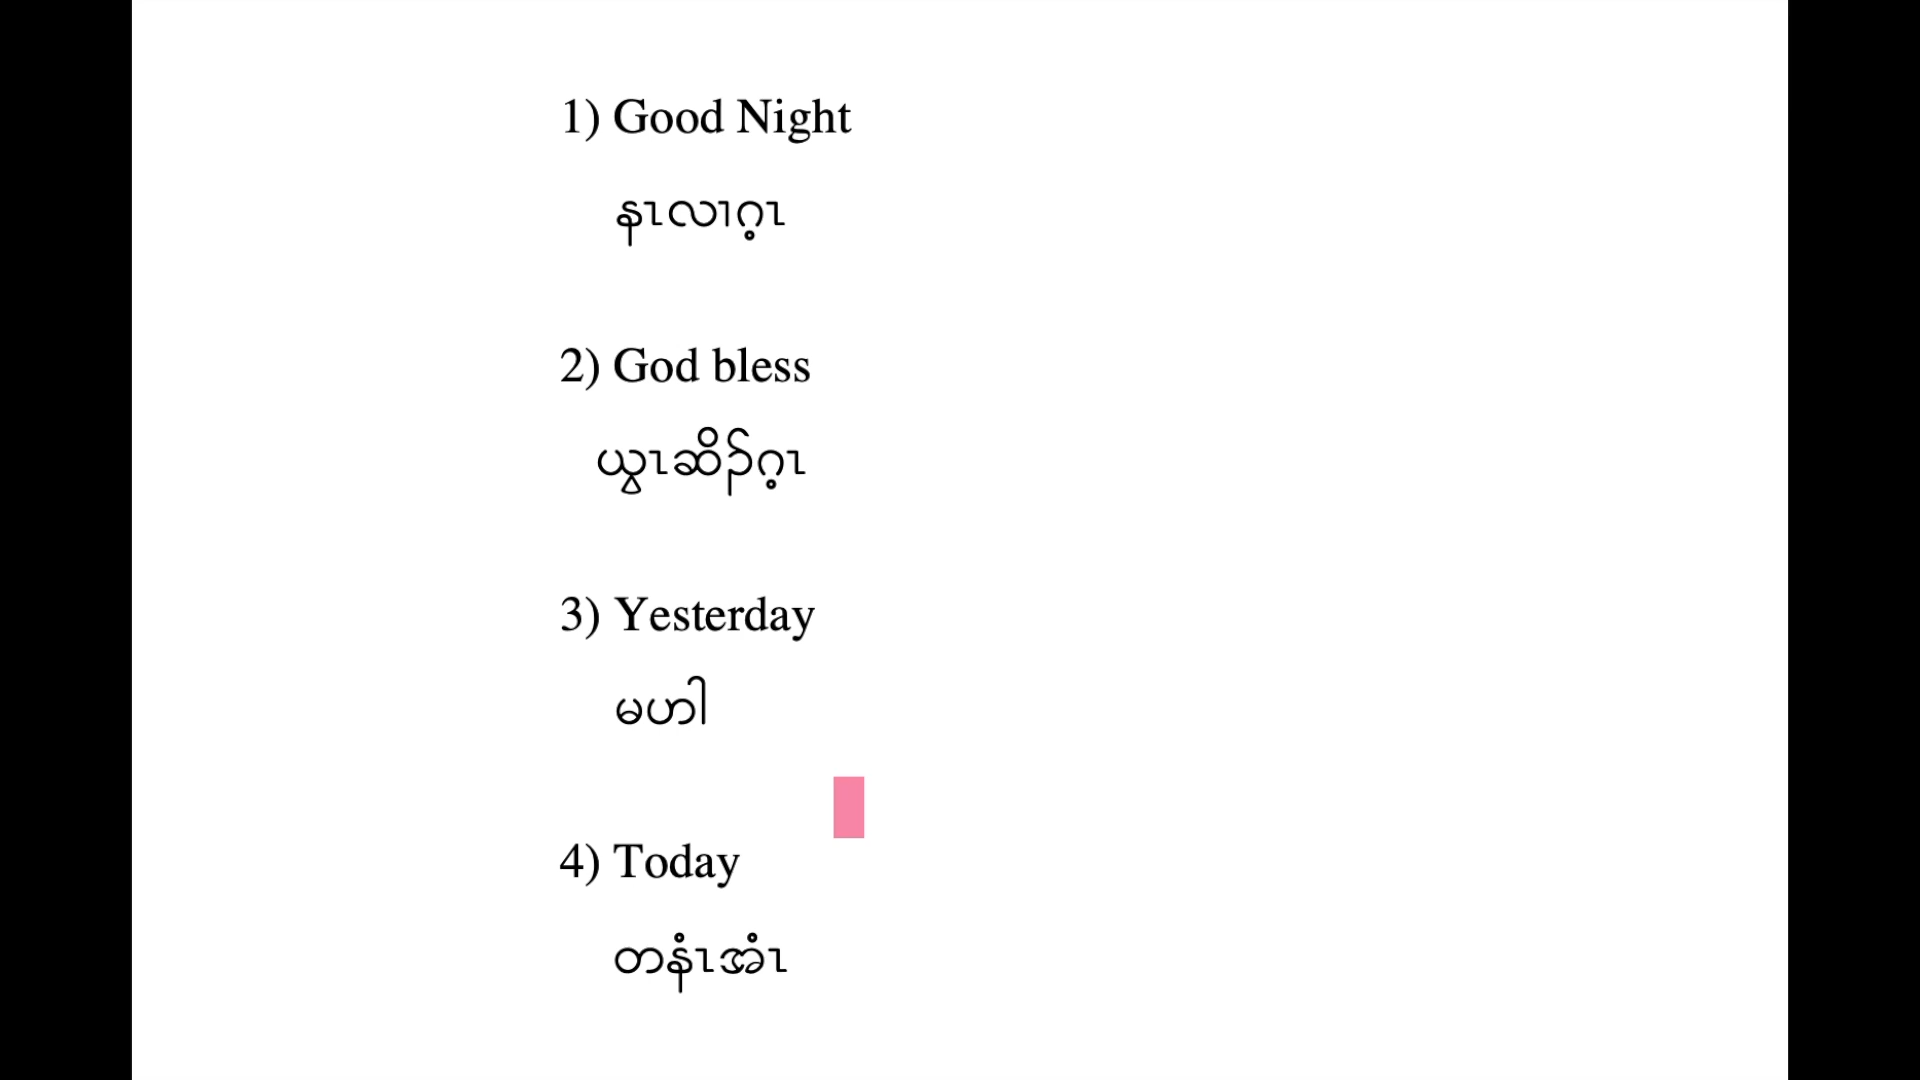 1) Good Night
နၤလၢဂ့ၤ
2) God bless
ယွၤဆိၣ်ဂ့ၤ
3) Yesterday
မဟါ
4) Today
တနံၤအံၤ